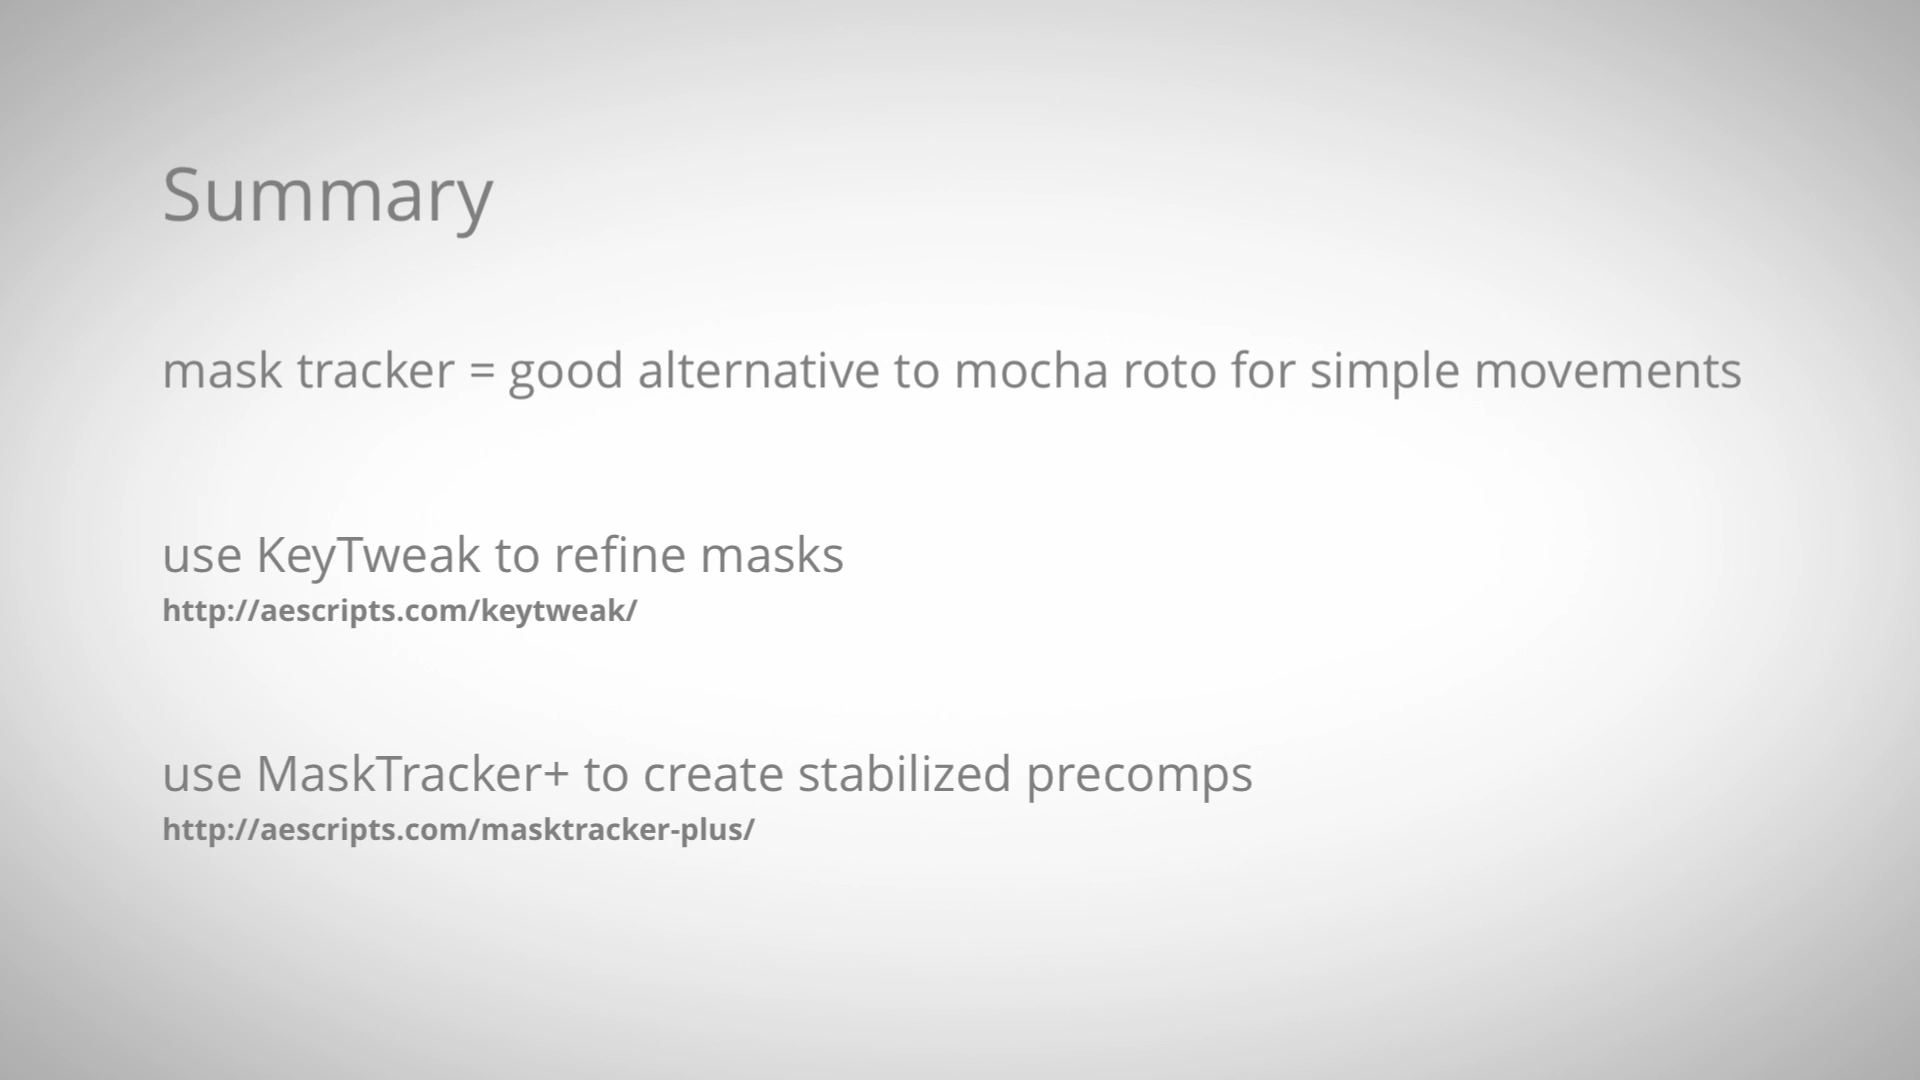 Summary
mask tracker = good alternative to mocha roto for simple movements
use KeyTweak to refine masks
http://aescripts.com/keytweak/
use MaskTracker+ to create stabilized precomps
http://aescripts.com/masktracker-plus/